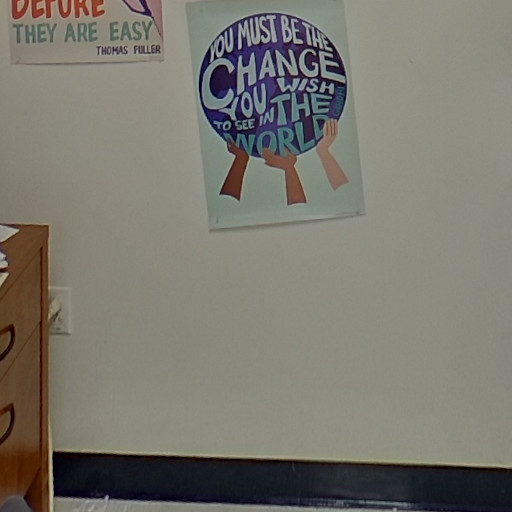 BEFORE
THEY ARE EASY
THOMAS FULLER
YOU MUST BE THE
CHANGE
YOU WISH
TO SEE IN THE
WORLD